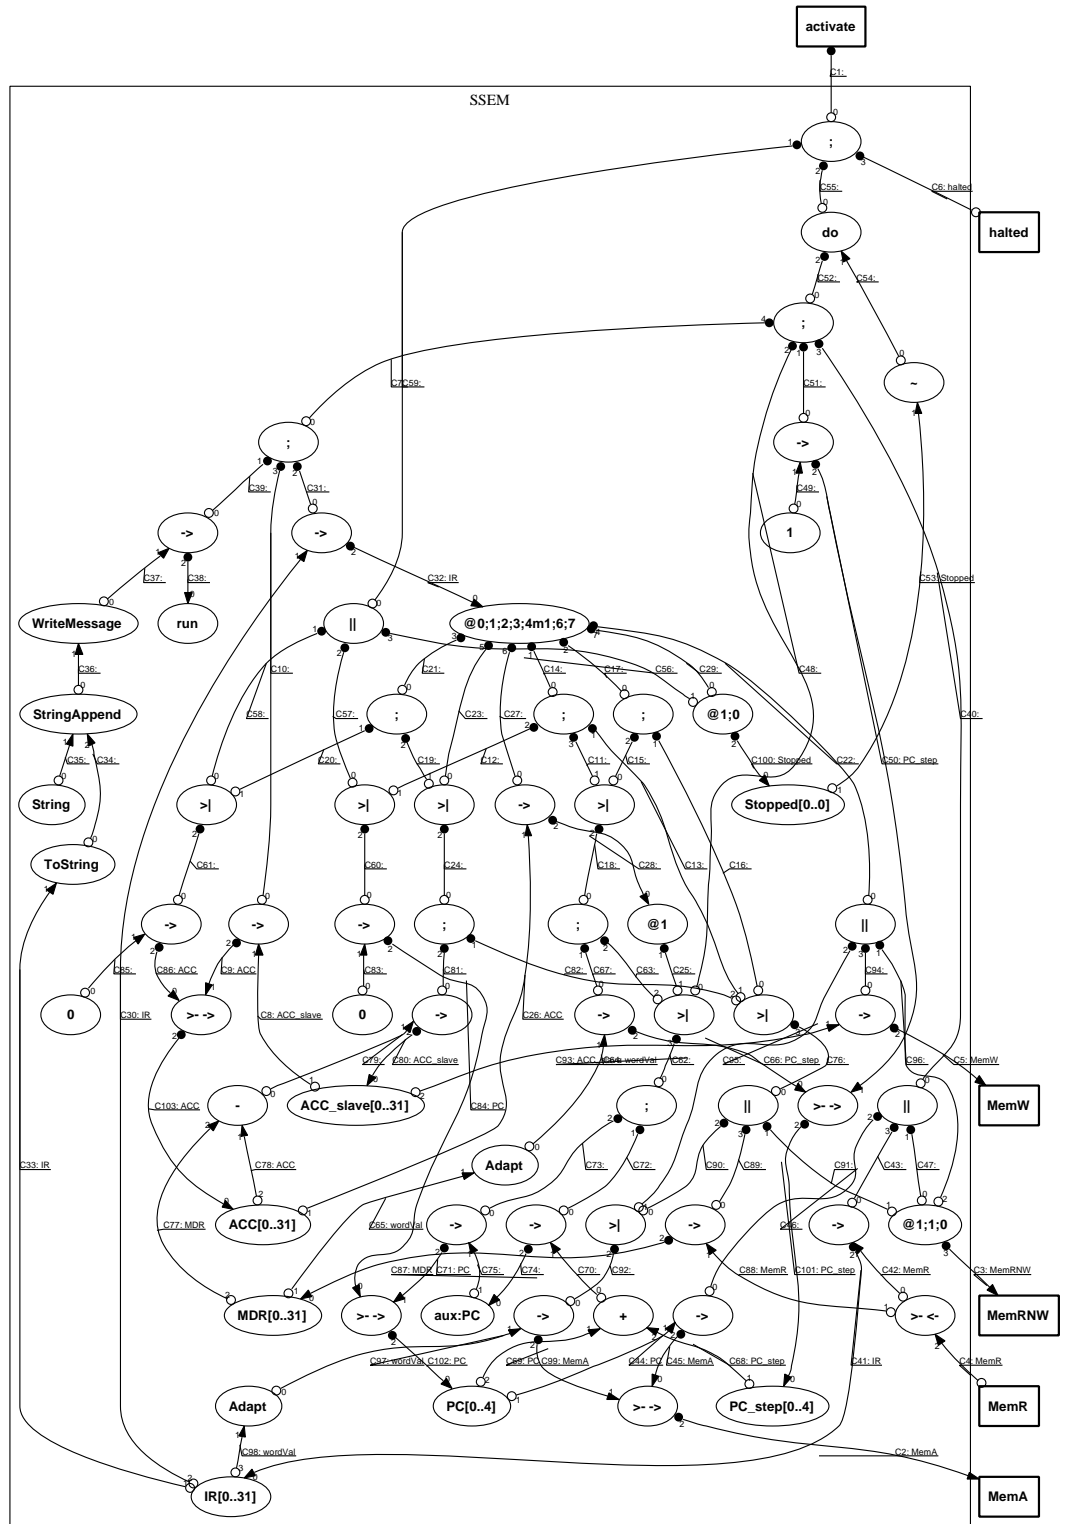 activate
C1:
SSEM
;
C55:
C6: halted
halted
do
C52:
C54:
;
C7
C59:
C51:
~
;
->
C39:
C31:
C49:
->
->
1
C37:
C38:
C32: IR
C53: Stopped
WriteMessage
run
||
@0;1;2;3;4m1;6;7
C36:
C10:
C21:
C14:
C17:
C56:
C29:
C48:
C40:
StringAppend
C58:
C57:
;
C23:
C27:
;
;
@1;0
C35:
C34:
C20:
C19:
C12:
C11:
C15:
C100: Stopped
C22:
C50: PC_step
String
>|
>|
>|
->
>|
Stopped[0..0]
ToString
C61:
C60:
C24:
C18:
C28:
C13:
C16:
->
->
->
;
;
@1
||
C85:
C86: ACC
C9: ACC
C83:
C81:
C82:
C67:
C63:
C25:
C94:
0
>- ->
C30: IR
C8: ACC_slave
0
->
C26: ACC
->
>|
>|
->
C79:
C80: ACC_slave
C62:
C95:
C66: PC_step
C76:
C96:
C5: MemW
-
ACC_slave[0..31]
C84: PC
;
||
>- ->
||
MemW
C103: ACC
C33: IR
C78: ACC
Adapt
C73:
C72:
C90:
C89:
C91:
C43:
C47:
C77: MDR
ACC[0..31]
C65: wordVal
->
->
>|
->
->
@1;1;0
C87: MDR
C71: PC
C75:
C74:
C92:
C70:
C88: MemR
C101: PC_step
C42: MemR
C3: MemRNW
MDR[0..31]
>- ->
aux:PC
->
+
->
>- <-
MemRNW
C97: wordVal
C102: PC
C69: PC
C99: MemA
C44: PC
C45: MemA
C68: PC_step
C41: IR
C4: MemR
Adapt
PC[0..4]
>- ->
PC_step[0..4]
MemR
C98: wordVal
C2: MemA
IR[0..31]
MemA